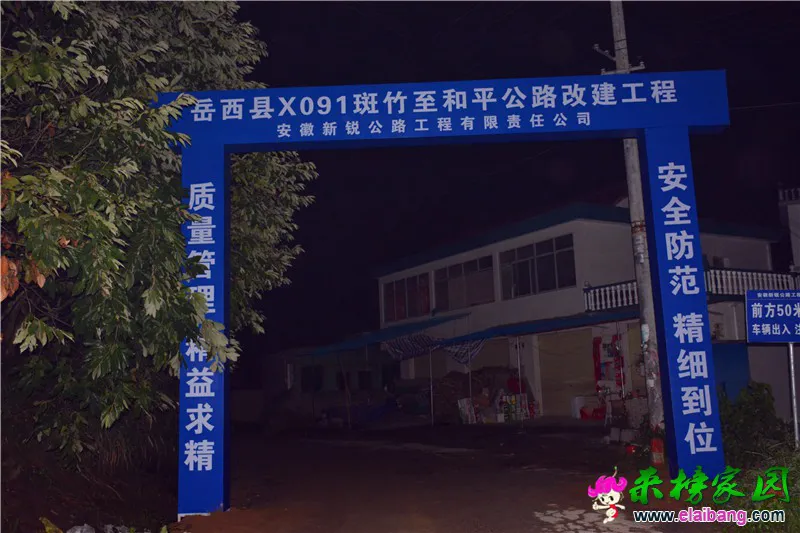 岳西县X091斑竹至和平公路改建工程
安徽新锐公路工程有限责任公司
质量管理 精益求精
安全防范 精细到位
前方50米
车辆出入 注
来榜家园
www.elaibang.com